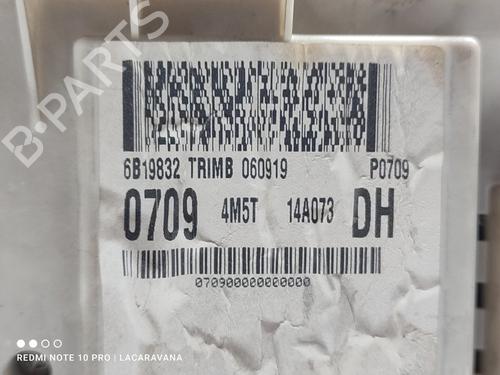 B-PARTS
6B19832 TRIMB 060919 P0709
0709 4M5T 14A073 DH
070900000000000
REDMI NOTE 10 PRO | LACARAVANA